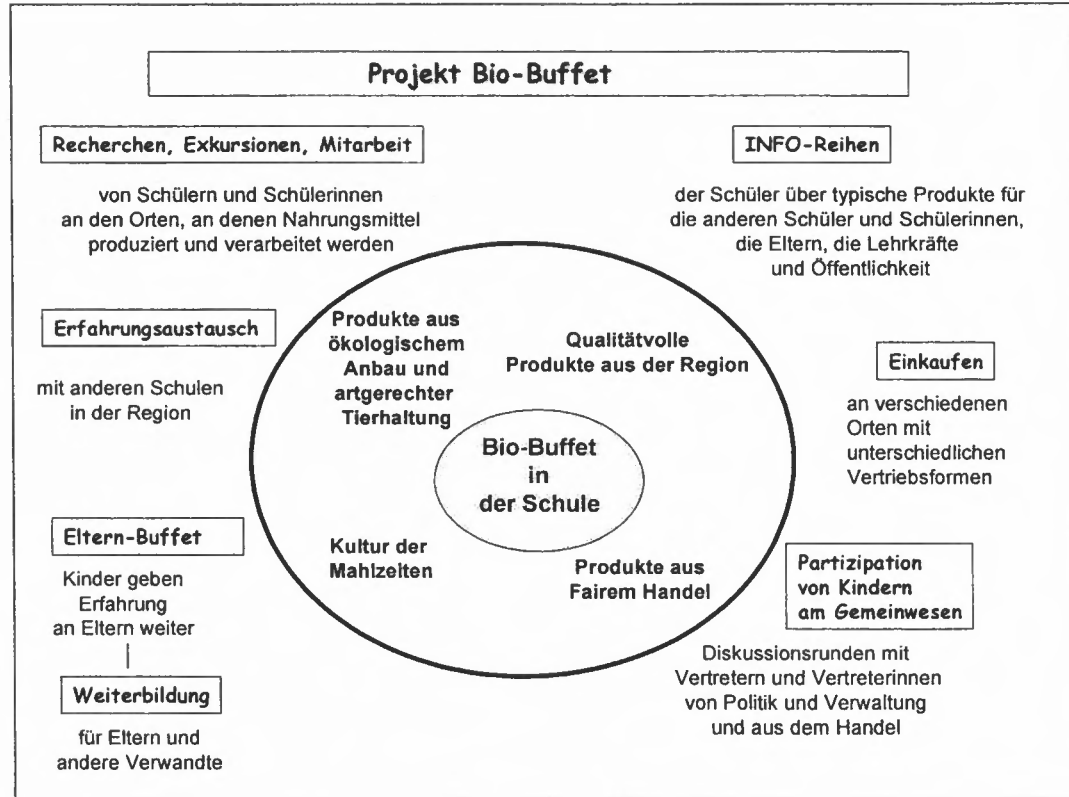 Projekt Bio-Buffet
Recherchen, Exkursionen, Mitarbeit
von Schülern und Schülerinnen
an den Orten, an denen Nahrungsmittel
produziert und verarbeitet werden
INFO-Reihen
der Schüler über typische Produkte für
die anderen Schüler und Schülerinnen,
die Eltern, die Lehrkräfte
und Öffentlichkeit
Erfahrungsaustausch
mit anderen Schulen
in der Region
Produkte aus
ökologischem
Anbau und
artgerechter
Tierhaltung
Qualitätvolle
Produkte aus der Region
Einkaufen
an verschiedenen
Orten mit
unterschiedlichen
Vertriebsformen
Bio-Buffet
in
der Schule
Eltern-Buffet
Kinder geben
Erfahrung
an Eltern weiter
Kultur der
Mahlzeiten
Produkte aus
Fairem Handel
Partizipation
von Kindern
am Gemeinwesen
Diskussionsrunden mit
Vertretern und Vertreterinnen
von Politik und Verwaltung
und aus dem Handel
Weiterbildung
für Eltern und
andere Verwandte